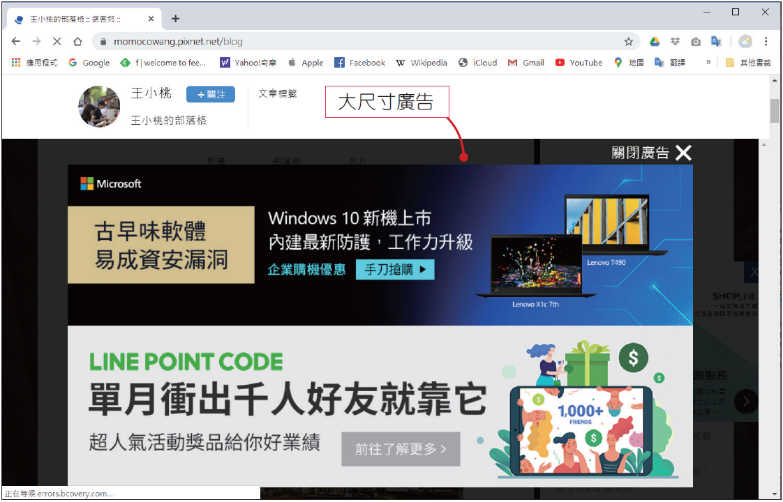 王小桃的部落格 :: 痞客邦 ::
momocowang.pixnet.net/blog
應用程式 Google f | welcome to fee... Yahoo!奇摩 Apple Facebook Wikipedia iCloud Gmail YouTube 地圖 翻譯 » 其他書籤
王小桃 +關注 文章標籤
王小桃的部落格
大尺寸廣告
關閉廣告
Microsoft
古早味軟體
易成資安漏洞
Windows 10 新機上市
內建最新防護，工作力升級
企業購機優惠 手刀搶購
Lenovo T490
Lenovo X1c 7th
LINE POINT CODE
單月衝出千人好友就靠它
超人氣活動獎品給你好業績
前往了解更多 >
1,000+
FRIENDS
正在等候 errors.bcovery.com...